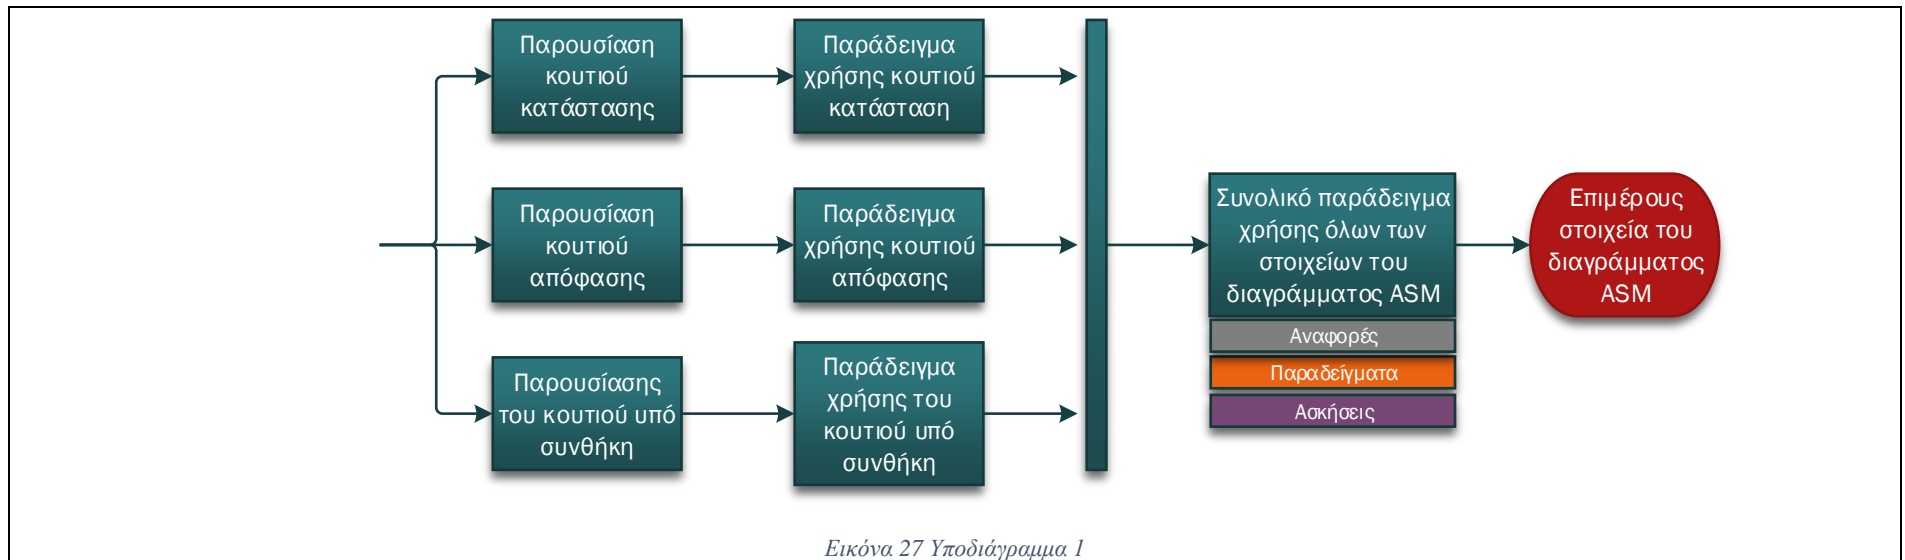 Παρουσίαση
κουτιού
κατάστασης
Παράδειγμα
χρήσης κουτιού
κατάσταση
Παρουσίαση
κουτιού
απόφασης
Παράδειγμα
χρήσης κουτιού
απόφασης
Παρουσίασης
του κουτιού υπό
συνθήκη
Παράδειγμα
χρήσης του
κουτιού υπό
συνθήκη
Συνολικό παράδειγμα
χρήσης όλων των
στοιχείων του
διαγράμματος ASM
Αναφορές
Παραδείγματα
Ασκήσεις
Επιμέρους
στοιχεία του
διαγράμματος
ASM
Εικόνα 27 Υποδιάγραμμα 1